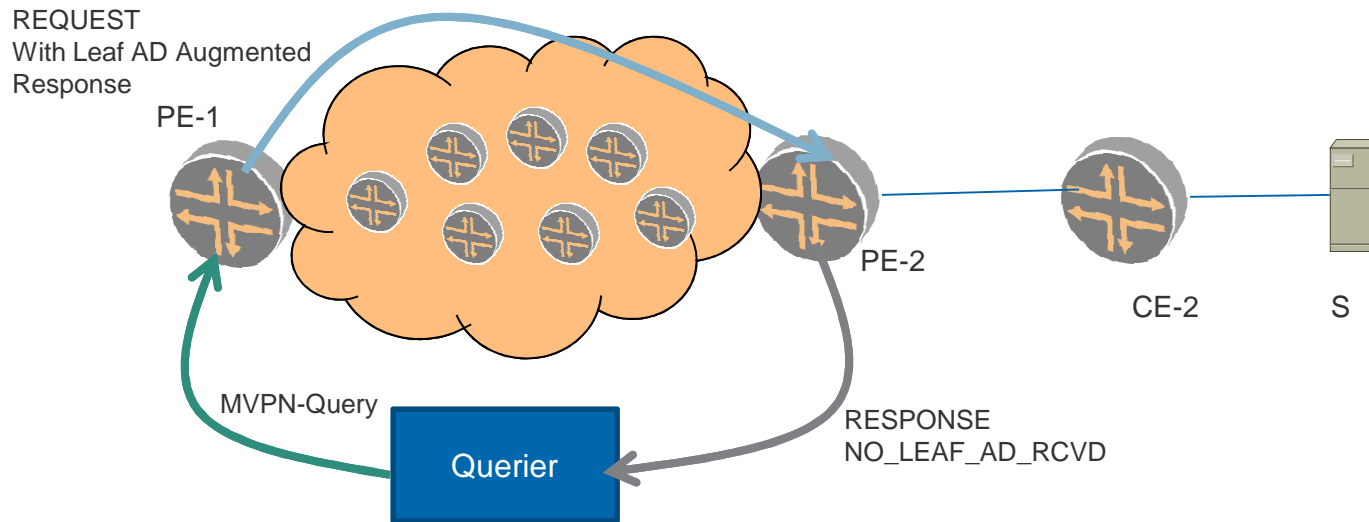 REQUEST
With Leaf AD Augmented
Response
PE-1
PE-2
CE-2
S
MVPN-Query
Querier
RESPONSE
NO_LEAF_AD_RCVD